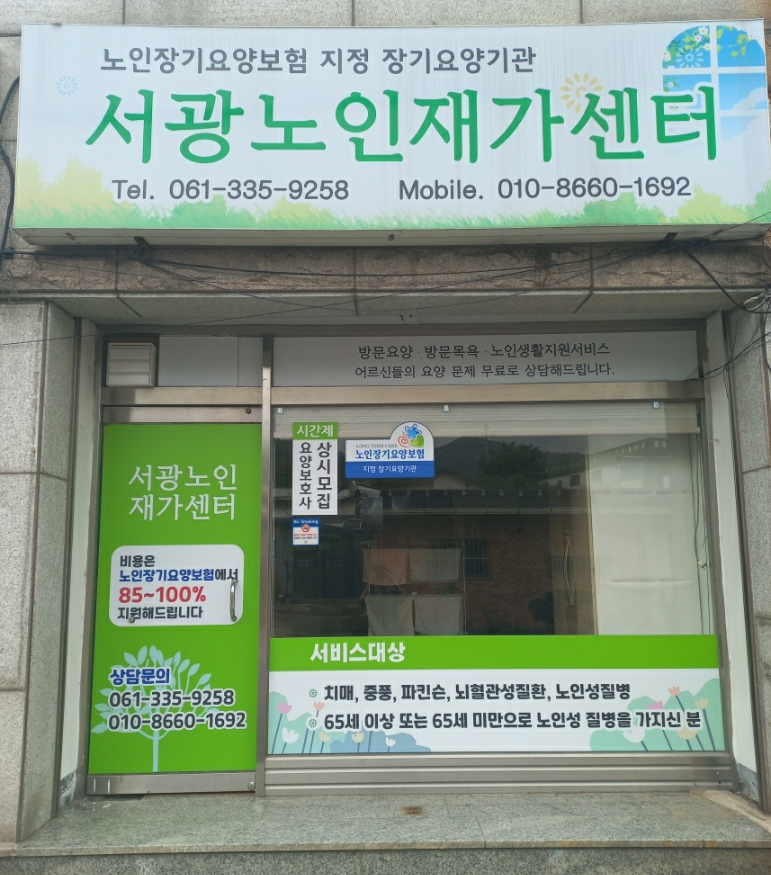 노인장기요양보험 지정 장기요양기관
서광노인재가센터
Tel. 061-335-9258 Mobile. 010-8660-1692
방문요양 · 방문목욕 · 노인생활지원서비스
어르신들의 요양 문제 무료로 상담해드립니다.
서광노인
재가센터
비용은
노인장기요양보험에서
85~100%
지원해드립니다
상담문의
061-335-9258
010-8660-1692
시간제
요양보호사
상시모집
LONG TERM CARE
노인장기요양보험
지정 장기요양기관
No Smoking
서비스대상
치매, 중풍, 파킨슨, 뇌혈관성질환, 노인성질병
65세 이상 또는 65세 미만으로 노인성 질병을 가지신 분